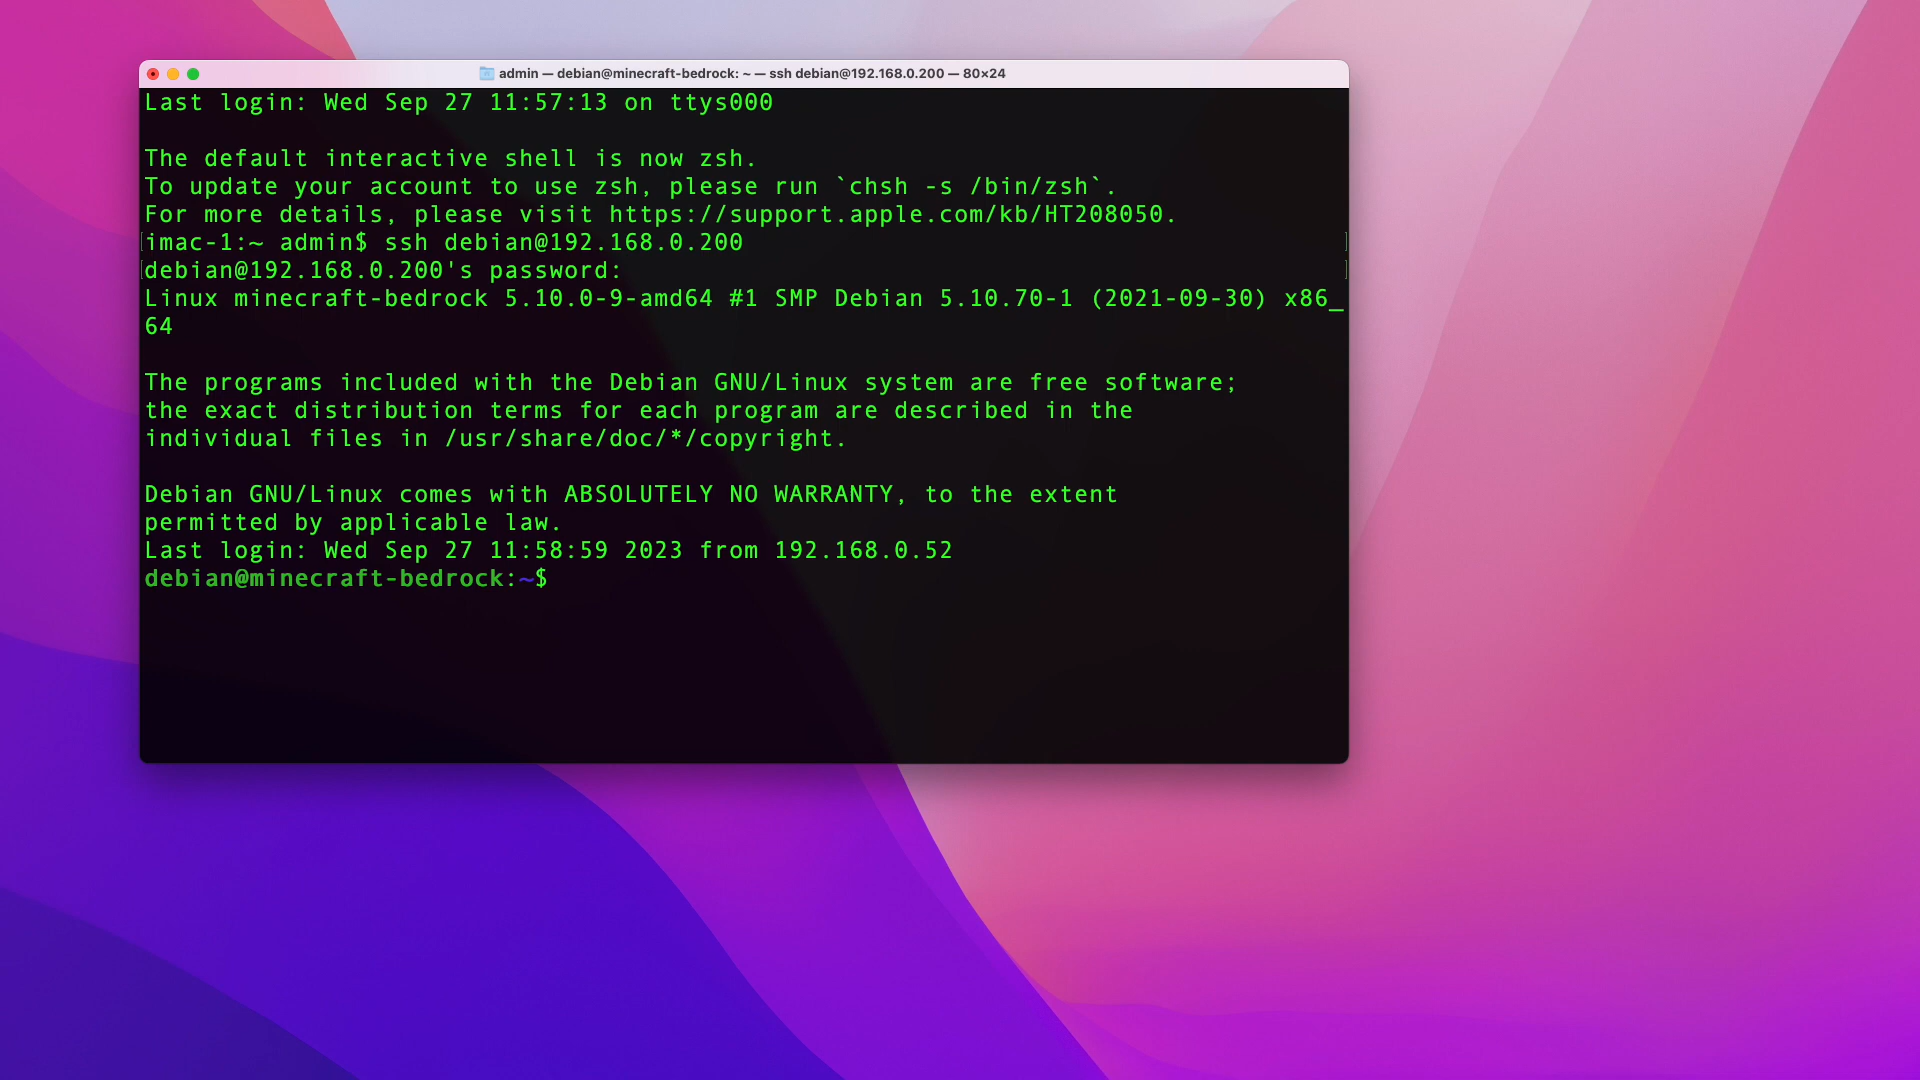 admin — debian@minecraft-bedrock: ~ — ssh debian@192.168.0.200 — 80×24
Last login: Wed Sep 27 11:57:13 on ttys000
The default interactive shell is now zsh.
To update your account to use zsh, please run `chsh -s /bin/zsh`.
For more details, please visit https://support.apple.com/kb/HT208050.
[imac-1:~ admin$ ssh debian@192.168.0.200 ]
[debian@192.168.0.200's password: ]
Linux minecraft-bedrock 5.10.0-9-amd64 #1 SMP Debian 5.10.70-1 (2021-09-30) x86_
64
The programs included with the Debian GNU/Linux system are free software;
the exact distribution terms for each program are described in the
individual files in /usr/share/doc/*/copyright.
Debian GNU/Linux comes with ABSOLUTELY NO WARRANTY, to the extent
permitted by applicable law.
Last login: Wed Sep 27 11:58:59 2023 from 192.168.0.52
debian@minecraft-bedrock:~$